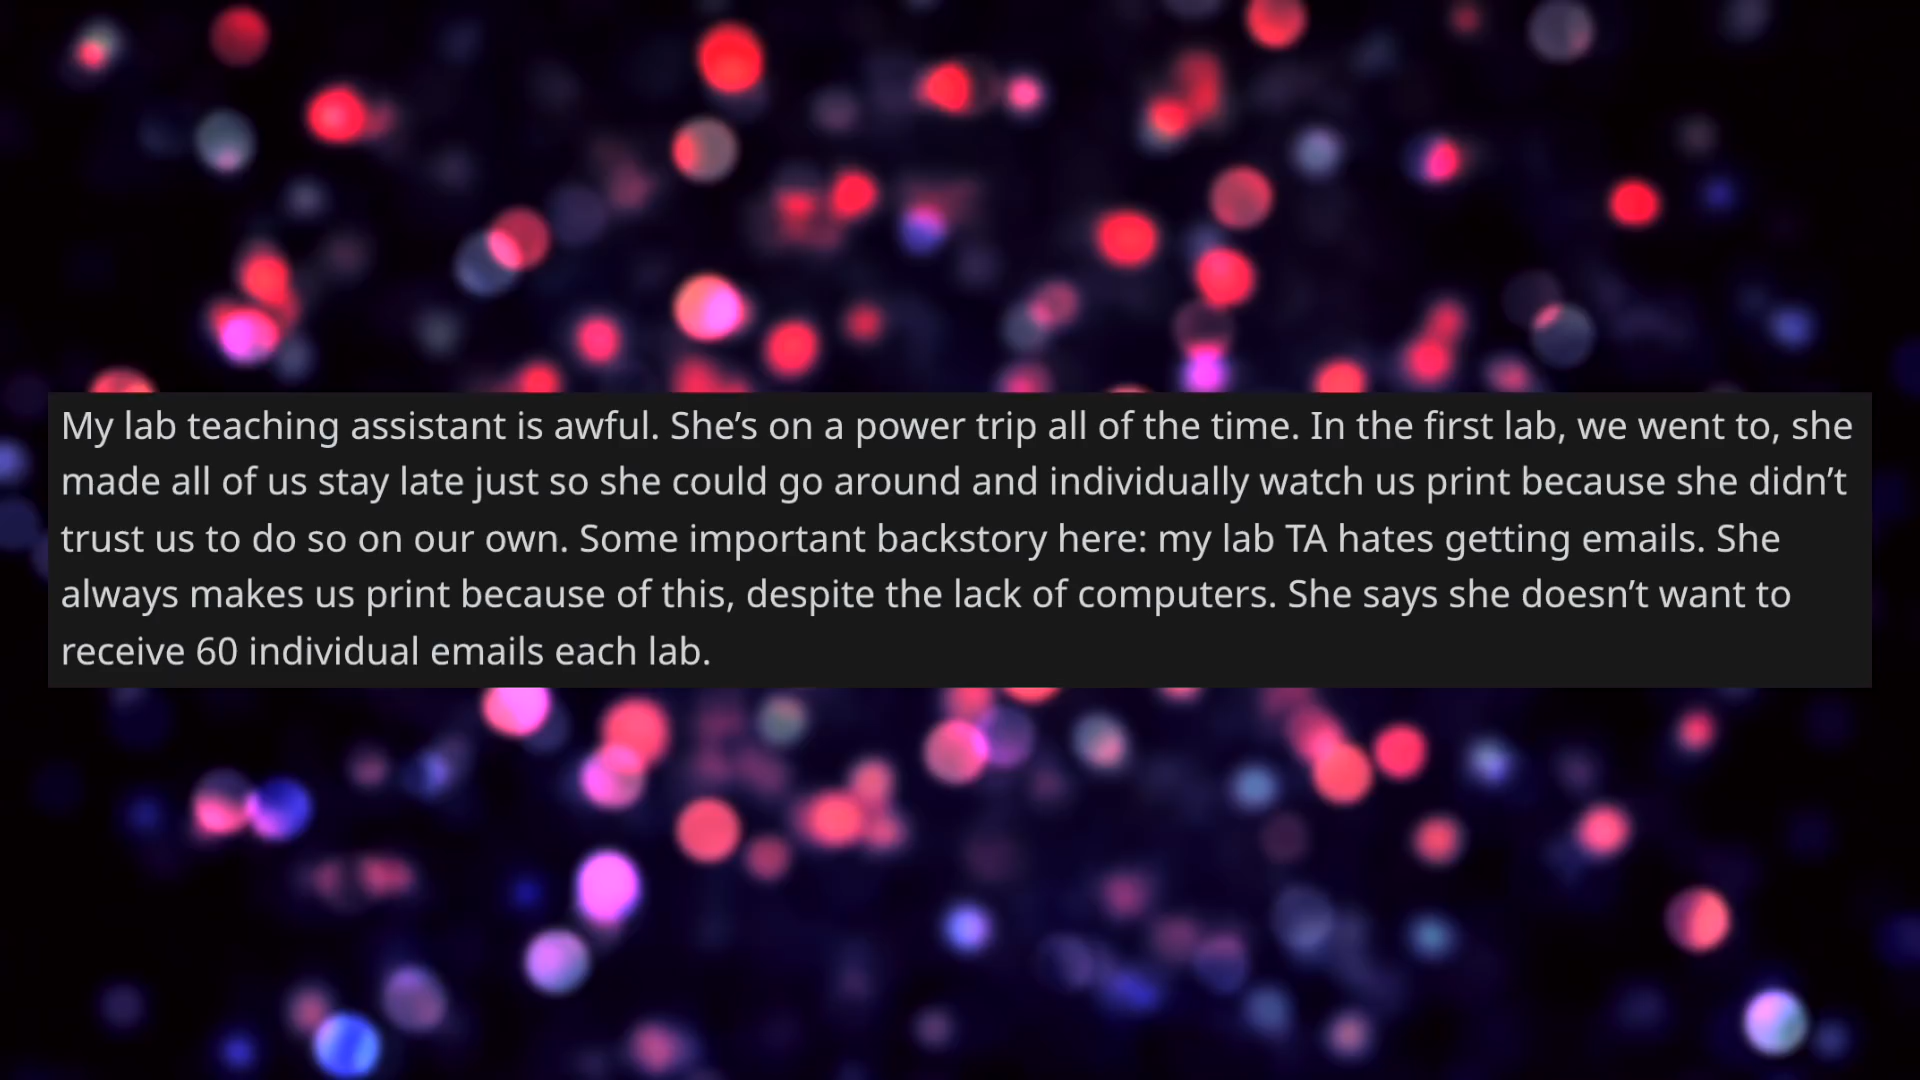 My lab teaching assistant is awful. She’s on a power trip all of the time. In the first lab, we went to, she
made all of us stay late just so she could go around and individually watch us print because she didn’t
trust us to do so on our own. Some important backstory here: my lab TA hates getting emails. She
always makes us print because of this, despite the lack of computers. She says she doesn’t want to
receive 60 individual emails each lab.